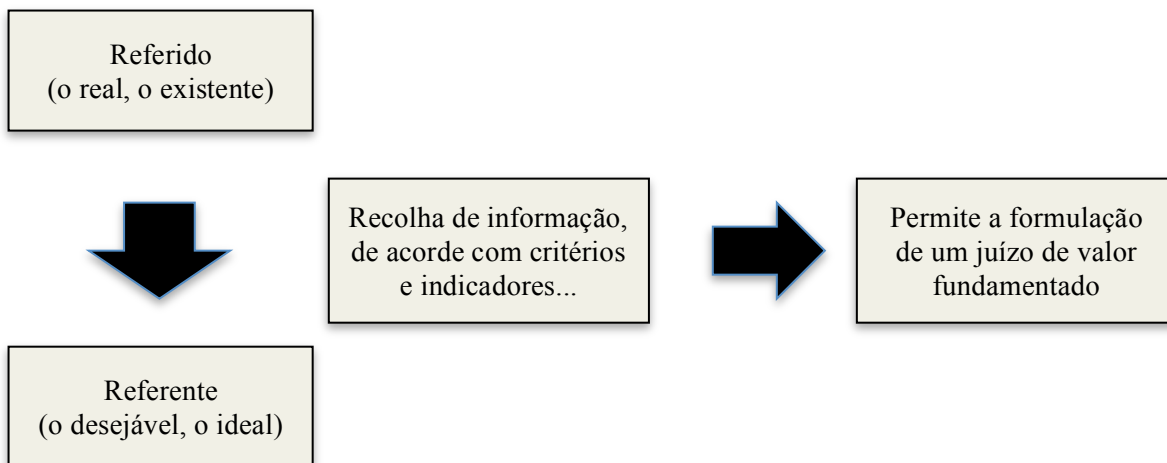 Referido
(o real, o existente)
Recolha de informação,
de acorde com critérios
e indicadores...
Permite a formulação
de um juízo de valor
fundamentado
Referente
(o desejável, o ideal)